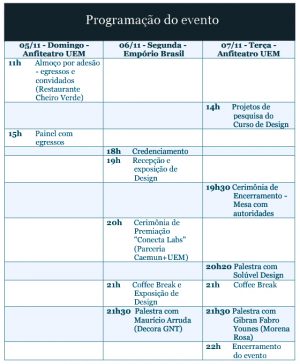 Programação do evento
05/11 - Domingo -
Anfiteatro UEM
06/11 - Segunda -
Empório Brasil
07/11 - Terça -
Anfiteatro UEM
11h Almoço por adesão
- egressos e
convidados
(Restaurante
Cheiro Verde)
14h Projetos de
pesquisa do
Curso de Design
15h Painel com
egressos
18h Credenciamento
19h Recepção e
exposição de
Design
19h30 Cerimônia de
Encerramento -
Mesa com
autoridades
20h Cerimônia de
Premiação
"Conecta Labs"
(Parceria
Caemun+UEM)
20h20 Palestra com
Solúvel Design
21h Coffee Break e
Exposição de
Design
21h Coffee Break
21h30 Palestra com
Maurício Arruda
(Decora GNT)
21h30 Palestra com
Gibran Fabro
Younes (Morena
Rosa)
22h Encerramento
do evento